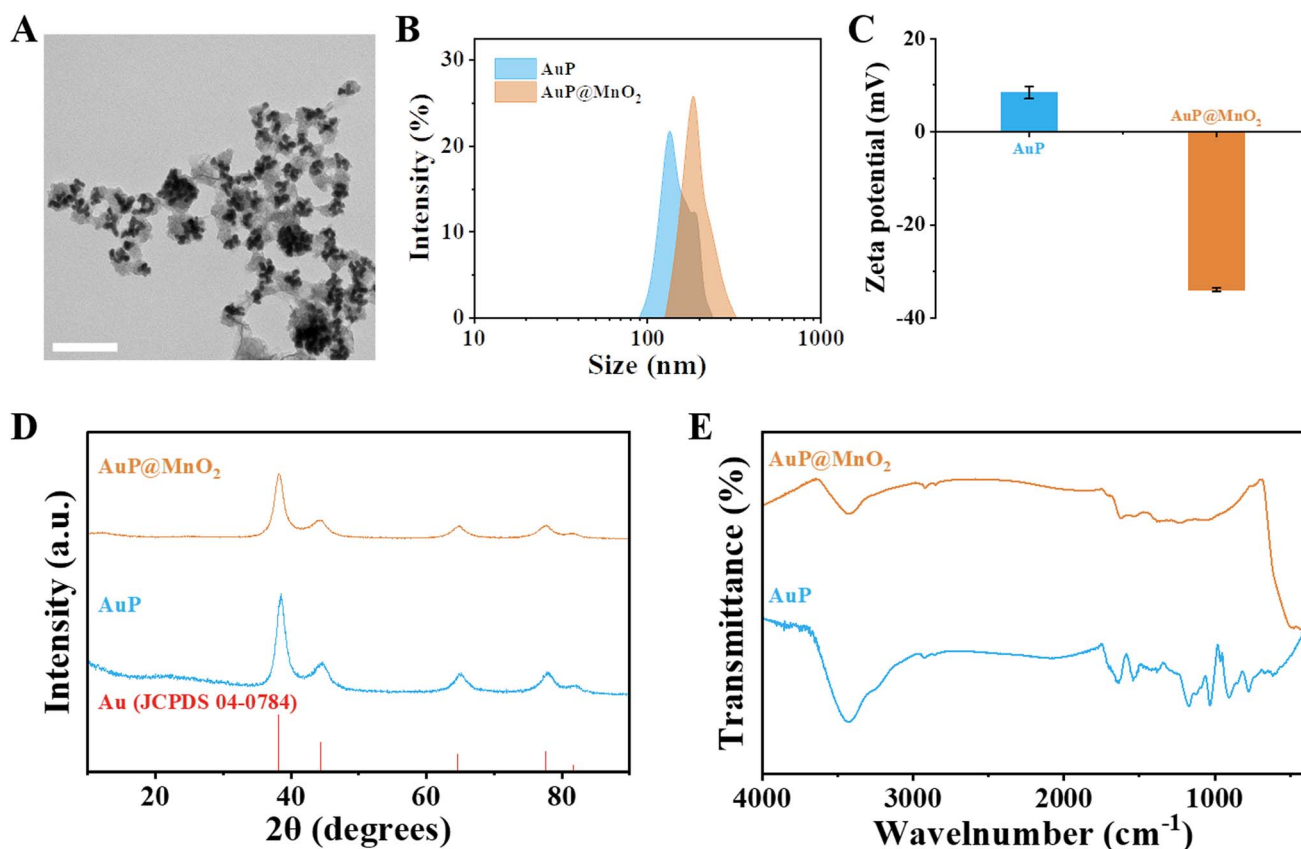 A
B
Intensity (%)
30
20
10
0
AuP
AuP@MnO₂
10
100
1000
Size (nm)
C
Zeta potential (mV)
20
0
-20
-40
AuP
AuP@MnO₂
D
Intensity (a.u.)
AuP@MnO₂
AuP
Au (JCPDS 04-0784)
20
40
60
80
2θ (degrees)
E
Transmittance (%)
AuP@MnO₂
AuP
4000
3000
2000
1000
Wavelnumber (cm⁻¹)